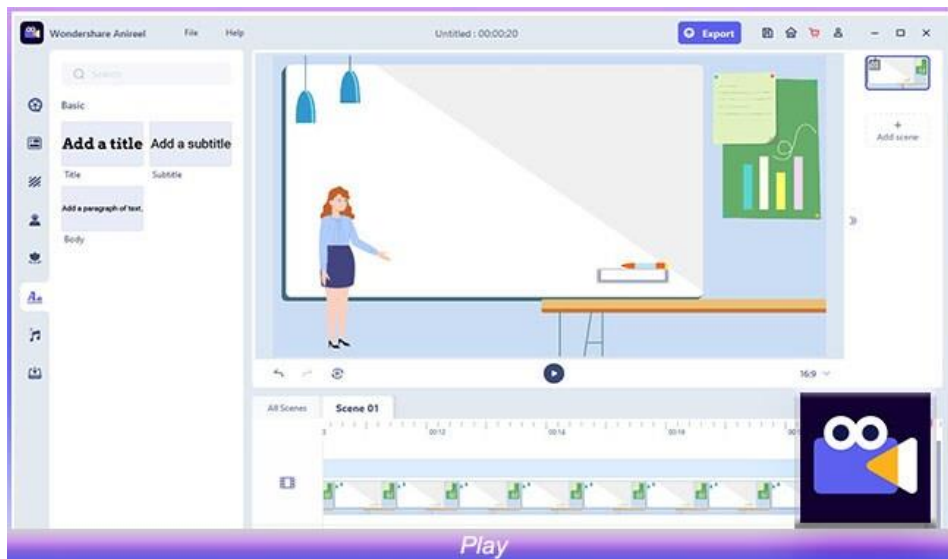 Wondershare Anireel File Help Untitled : 00:00:20 Export
Search
Basic
Add a title Add a subtitle
Title Subtitle
Add a paragraph of text.
Body
+
Add scene
16:9
All Scenes Scene 01
Play